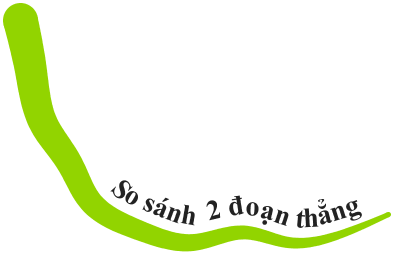 So sánh 2 đoạn thẳng